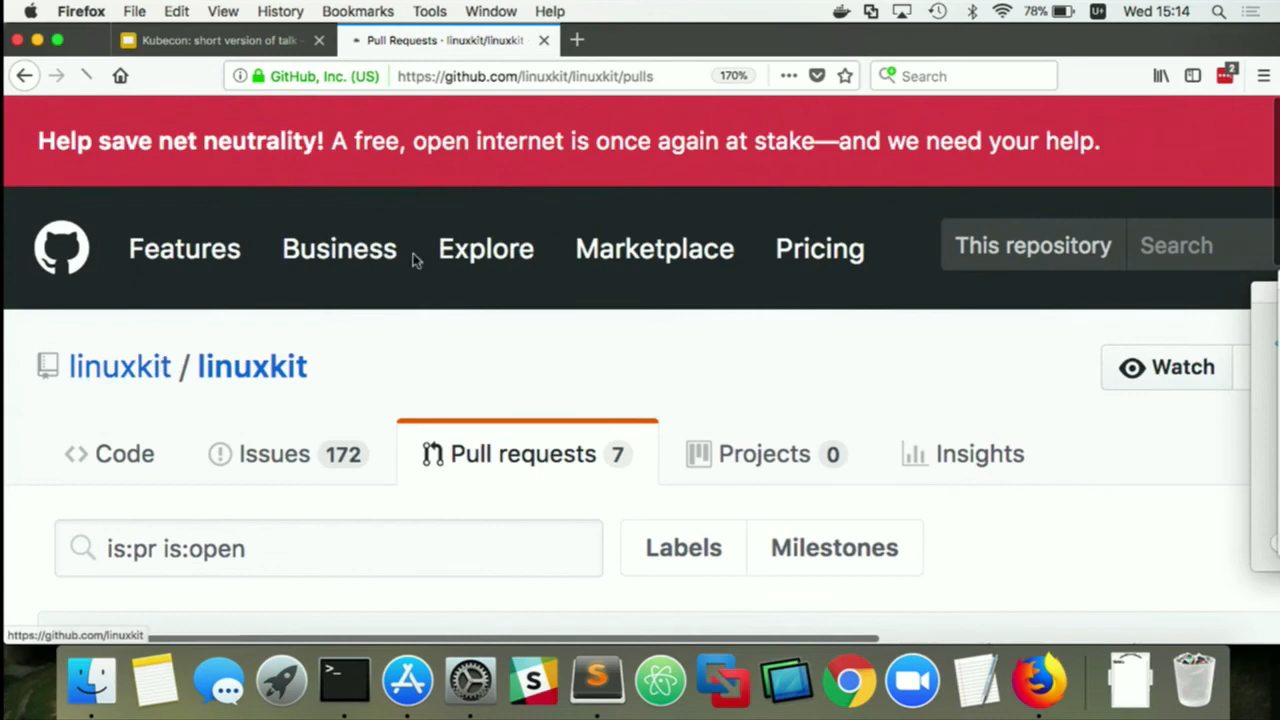 Firefox File Edit View History Bookmarks Tools Window Help 78% Wed 15:14
Kubecon: short version of talk Pull Requests · linuxkit/linuxkit
GitHub, Inc. (US) https://github.com/linuxkit/linuxkit/pulls 170% Search 2
Help save net neutrality! A free, open internet is once again at stake—and we need your help.
Features Business Explore Marketplace Pricing This repository Search
linuxkit / linuxkit Watch
Code Issues 172 Pull requests 7 Projects 0 Insights
is:pr is:open Labels Milestones
https://github.com/linuxkit